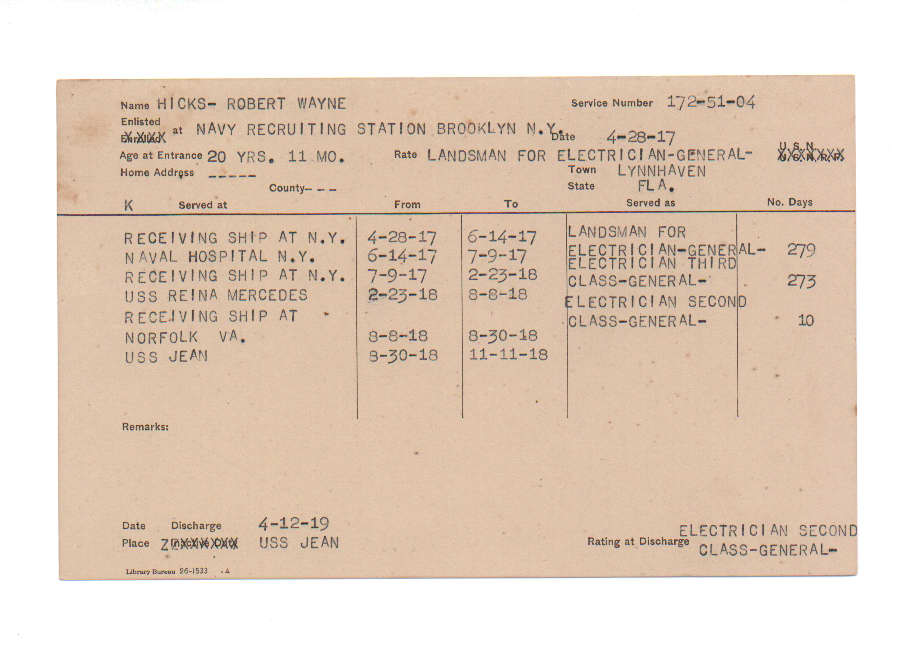 Name HICKS- ROBERT WAYNE Service Number 172-51-04
Enlisted
Enrolled at NAVY RECRUITING STATION BROOKLYN N.Y. Date 4-28-17
Age at Entrance 20 YRS. 11 MO. Rate LANDSMAN FOR ELECTRICIAN-GENERAL- U.S.N.
U.S.N.R.F.
Home Address ----- Town LYNNHAVEN
County- -- State FLA.
K Served at From To Served as No. Days
RECEIVING SHIP AT N.Y. 4-28-17 6-14-17 LANDSMAN FOR
NAVAL HOSPITAL N.Y. 6-14-17 7-9-17 ELECTRICIAN-GENERAL- 279
RECEIVING SHIP AT N.Y. 7-9-17 2-23-18 ELECTRICIAN THIRD
CLASS-GENERAL- 273
USS REINA MERCEDES 2-23-18 8-8-18 ELECTRICIAN SECOND
RECEIVING SHIP AT CLASS-GENERAL- 10
NORFOLK VA. 8-8-18 8-30-18
USS JEAN 8-30-18 11-11-18
Remarks:
Date Discharge 4-12-19 ELECTRICIAN SECOND
Place Inactive Duty USS JEAN Rating at Discharge CLASS-GENERAL-
Library Bureau 26-1533 A